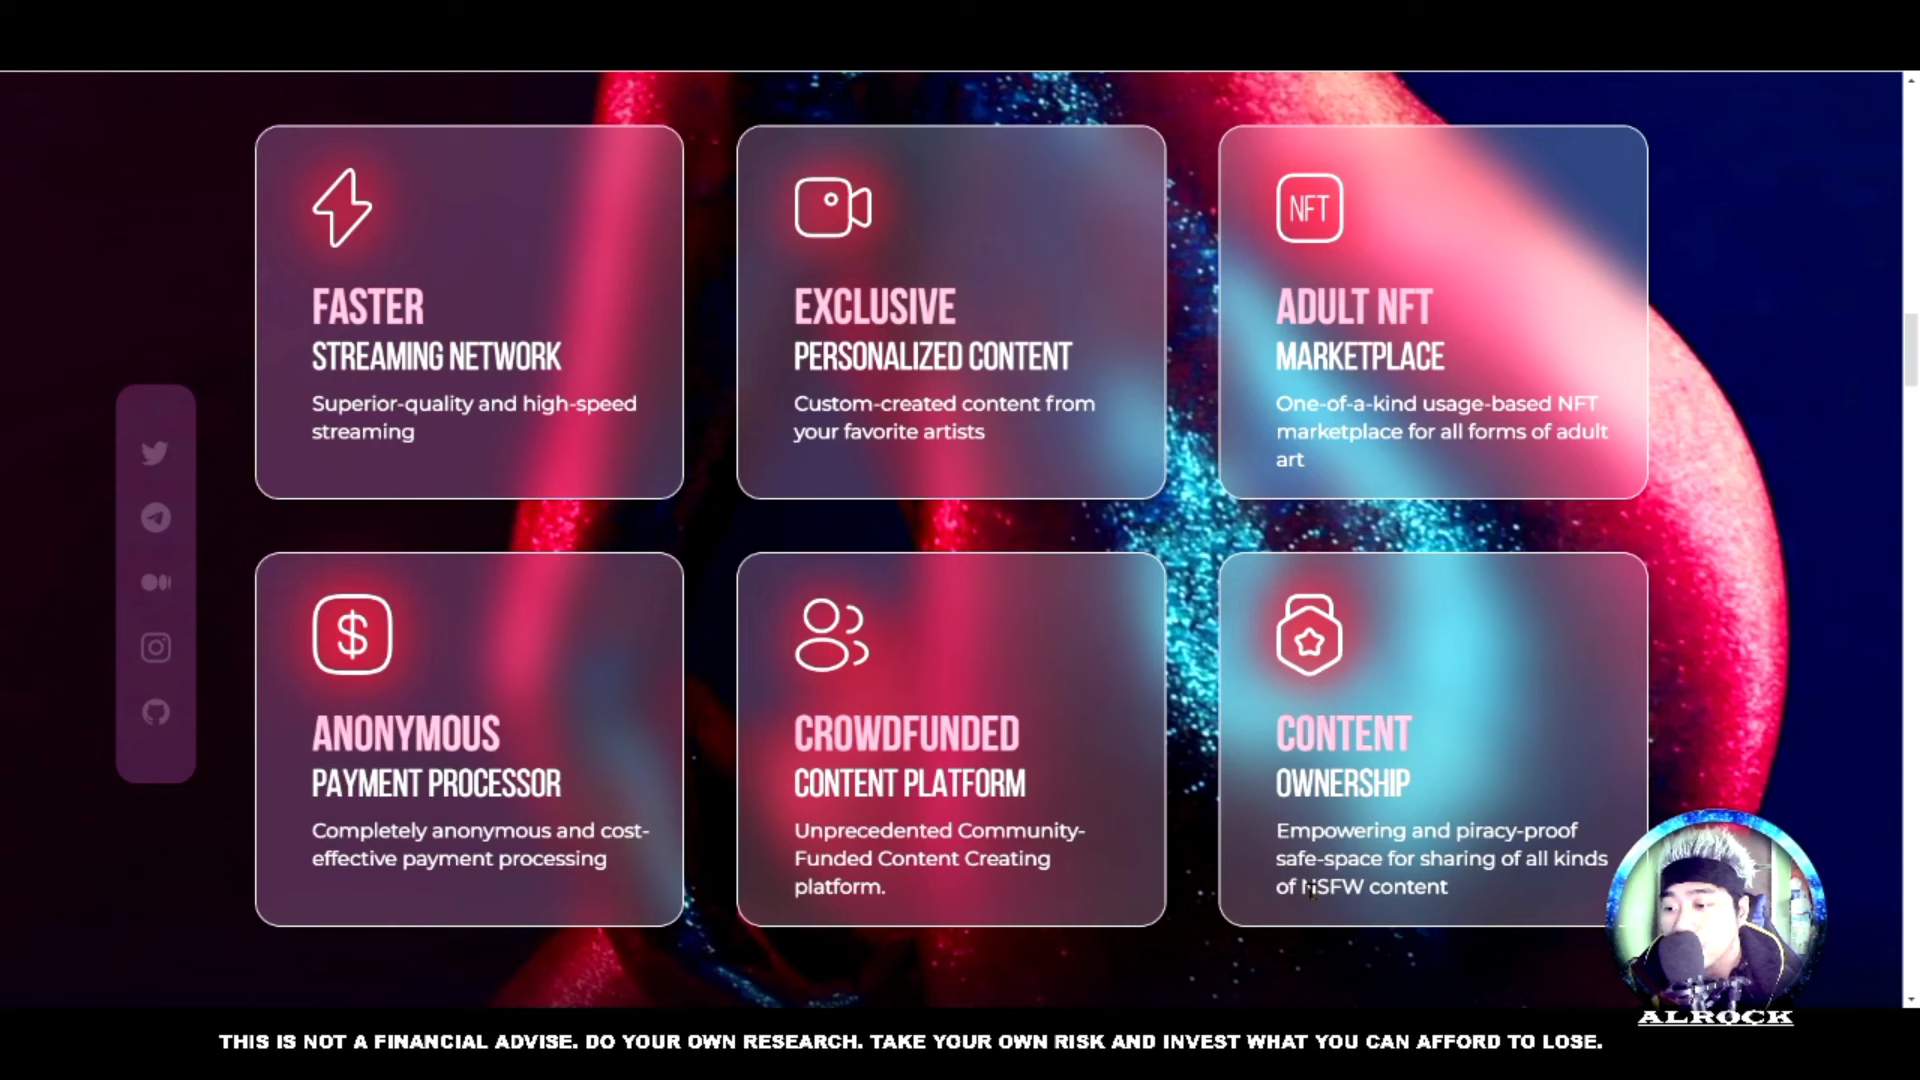 FASTER
STREAMING NETWORK
Superior-quality and high-speed
streaming
EXCLUSIVE
PERSONALIZED CONTENT
Custom-created content from
your favorite artists
NFT
ADULT NFT
MARKETPLACE
One-of-a-kind usage-based NFT
marketplace for all forms of adult
art
$
ANONYMOUS
PAYMENT PROCESSOR
Completely anonymous and cost-
effective payment processing
CROWDFUNDED
CONTENT PLATFORM
Unprecedented Community-
Funded Content Creating
platform.
CONTENT
OWNERSHIP
Empowering and piracy-proof
safe-space for sharing of all kinds
of NSFW content
ALROCK
THIS IS NOT A FINANCIAL ADVISE. DO YOUR OWN RESEARCH. TAKE YOUR OWN RISK AND INVEST WHAT YOU CAN AFFORD TO LOSE.